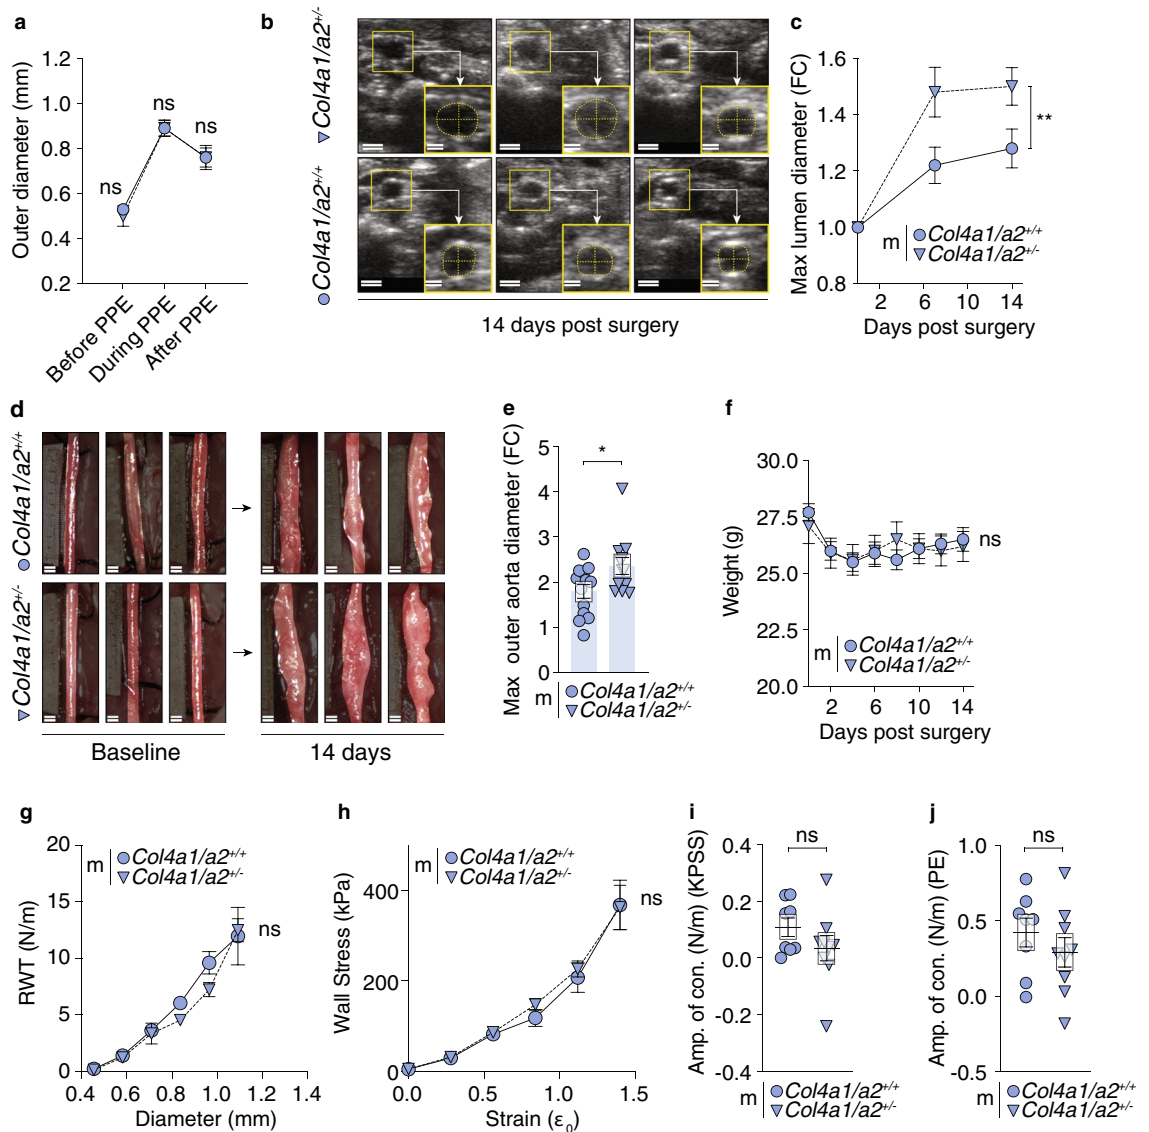 a
Outer diameter (mm)
1.2
1.0
0.8
0.6
0.4
0.2
ns
ns
ns
Before PPE
During PPE
After PPE
b
Col4a1/a2+/-
Col4a1/a2+/+
14 days post surgery
c
Max lumen diameter (FC)
1.6
1.4
1.2
1.0
0.8
**
m
Col4a1/a2+/+
Col4a1/a2+/-
2 6 10 14
Days post surgery
d
Col4a1/a2+/+
Col4a1/a2+/-
Baseline
14 days
e
Max outer aorta diameter (FC)
5
4
3
2
1
0
*
m
Col4a1/a2+/+
Col4a1/a2+/-
f
Weight (g)
30.0
27.5
25.0
22.5
20.0
ns
m
Col4a1/a2+/+
Col4a1/a2+/-
2 6 10 14
Days post surgery
g
RWT (N/m)
20
15
10
5
0
m
Col4a1/a2+/+
Col4a1/a2+/-
ns
0.4 0.6 0.8 1.0 1.2 1.4
Diameter (mm)
h
Wall Stress (kPa)
400
200
0
m
Col4a1/a2+/+
Col4a1/a2+/-
ns
0.0 0.5 1.0 1.5
Strain (ε0)
i
Amp. of con. (N/m) (KPSS)
0.4
0.2
0.0
-0.2
-0.4
ns
m
Col4a1/a2+/+
Col4a1/a2+/-
j
Amp. of con. (N/m) (PE)
1.0
0.5
0.0
-0.5
ns
m
Col4a1/a2+/+
Col4a1/a2+/-